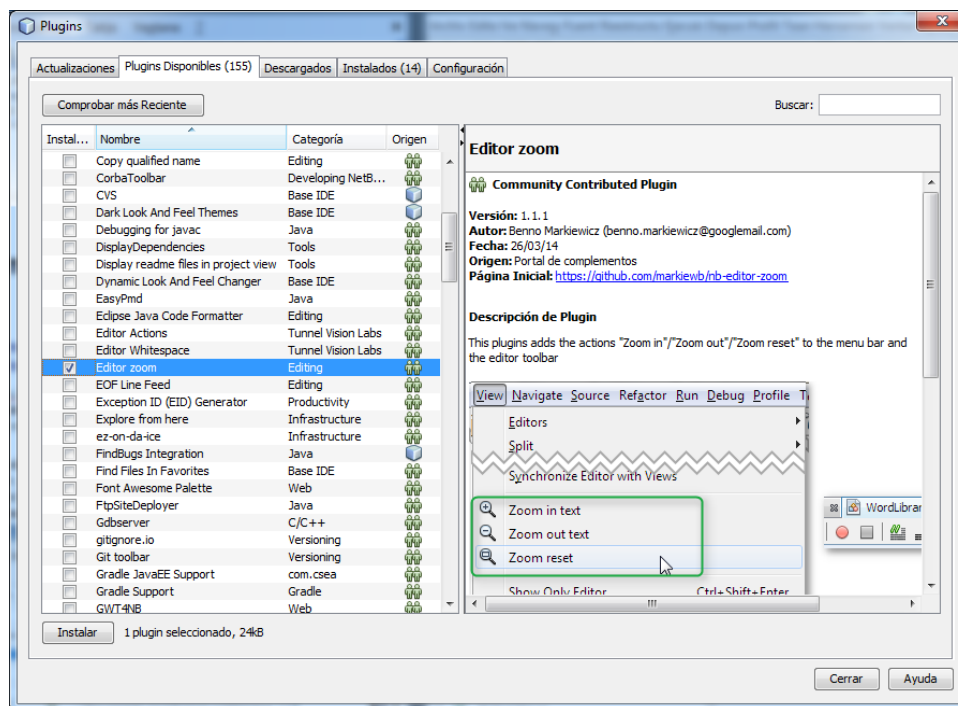 Plugins
Actualizaciones Plugins Disponibles (155) Descargados Instalados (14) Configuración
Comprobar más Reciente Buscar:
Instal... Nombre Categoría Origen
Copy qualified name Editing
CorbaToolbar Developing NetB...
CVS Base IDE
Dark Look And Feel Themes Base IDE
Debugging for javac Java
DisplayDependencies Tools
Display readme files in project view Tools
Dynamic Look And Feel Changer Base IDE
EasyPmd Java
Eclipse Java Code Formatter Editing
Editor Actions Tunnel Vision Labs
Editor Whitespace Tunnel Vision Labs
Editor zoom Editing
EOF Line Feed Editing
Exception ID (EID) Generator Productivity
Explore from here Infrastructure
ez-on-da-ice Infrastructure
FindBugs Integration Java
Find Files In Favorites Base IDE
Font Awesome Palette Web
FtpSiteDeployer Java
Gdbserver C/C++
gitignore.io Versioning
Git toolbar Versioning
Gradle JavaEE Support com.csea
Gradle Support Gradle
GWT4NB Web
Editor zoom
Community Contributed Plugin
Versión: 1.1.1
Autor: Benno Markiewicz (benno.markiewicz@googlemail.com)
Fecha: 26/03/14
Origen: Portal de complementos
Página Inicial: https://github.com/markiewb/nb-editor-zoom
Descripción de Plugin
This plugins adds the actions "Zoom in"/"Zoom out"/"Zoom reset" to the menu bar and
the editor toolbar
View Navigate Source Refactor Run Debug Profile T
Editors
Split
Synchronize Editor with Views
Zoom in text
Zoom out text
Zoom reset
Show Only Editor Ctrl+Shift+Enter
WordLibrar
Instalar 1 plugin seleccionado, 24kB
Cerrar Ayuda